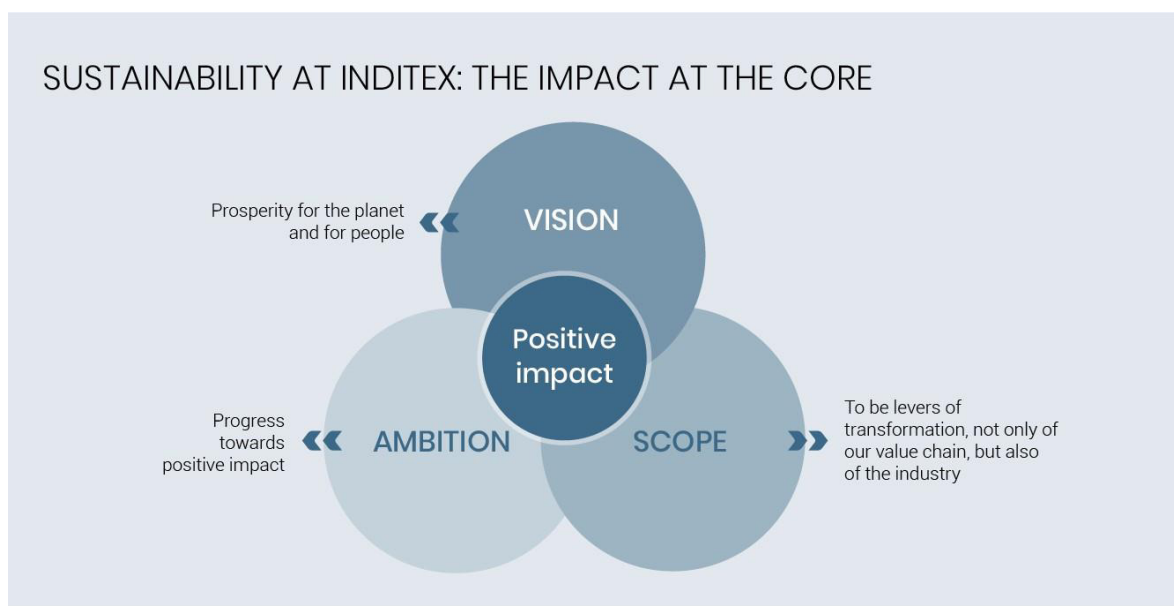 SUSTAINABILITY AT INDITEX: THE IMPACT AT THE CORE
Prosperity for the planet
and for people
VISION
Positive
impact
Progress
towards
positive impact
AMBITION
SCOPE
To be levers of
transformation, not only of
our value chain, but also
of the industry